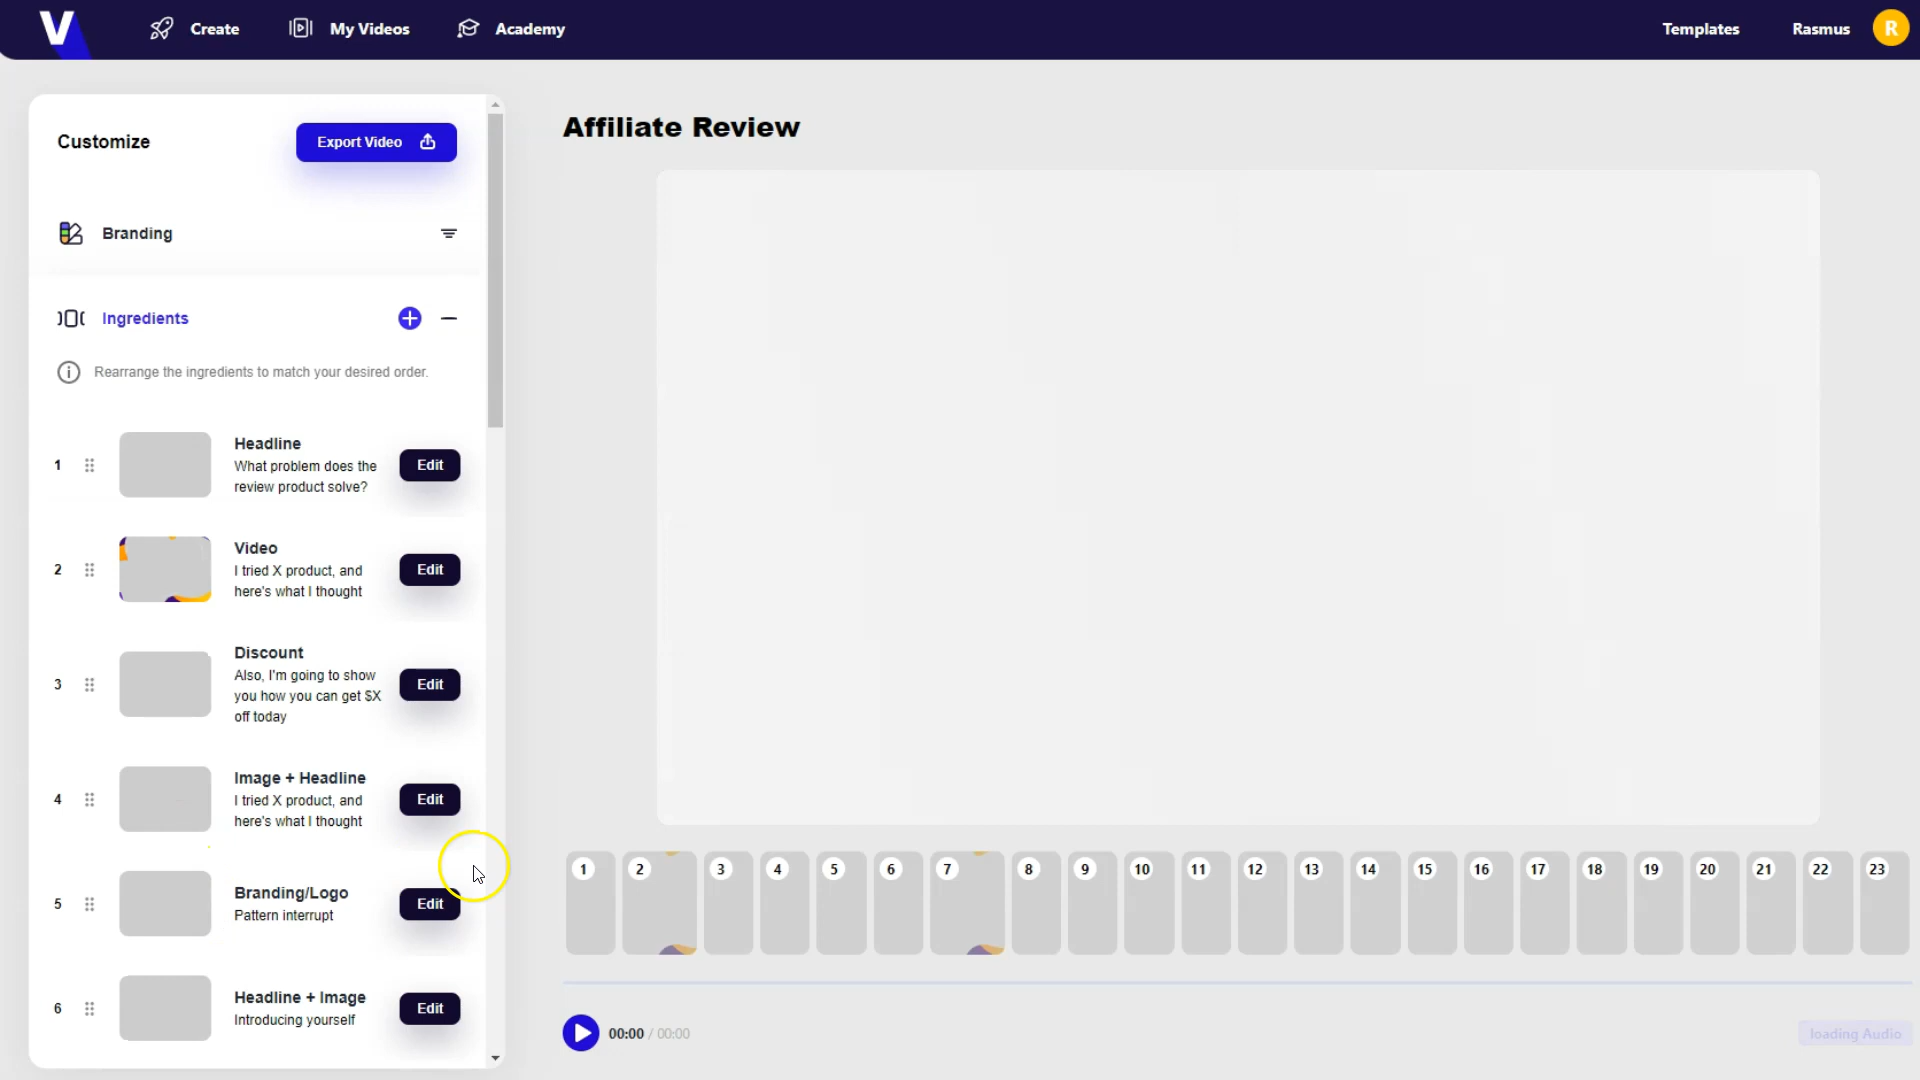 V
Create
My Videos
Academy
Templates
Rasmus
R
Customize
Export Video
Branding
Ingredients
Rearrange the ingredients to match your desired order.
1
Headline
What problem does the
review product solve?
Edit
2
Video
I tried X product, and
here's what I thought
Edit
3
Discount
Also, I'm going to show
you how you can get $X
off today
Edit
4
Image + Headline
I tried X product, and
here's what I thought
Edit
5
Branding/Logo
Pattern interrupt
Edit
6
Headline + Image
Introducing yourself
Edit
Affiliate Review
1 2 3 4 5 6 7 8 9 10 11 12 13 14 15 16 17 18 19 20 21 22 23
00:00 / 00:00
loading Audio